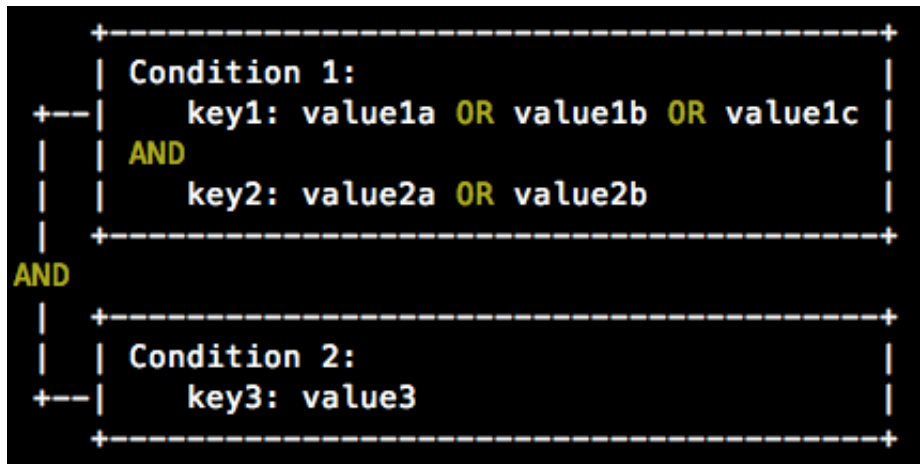 Condition 1:
key1: value1a OR value1b OR value1c
AND
key2: value2a OR value2b
AND
Condition 2:
key3: value3